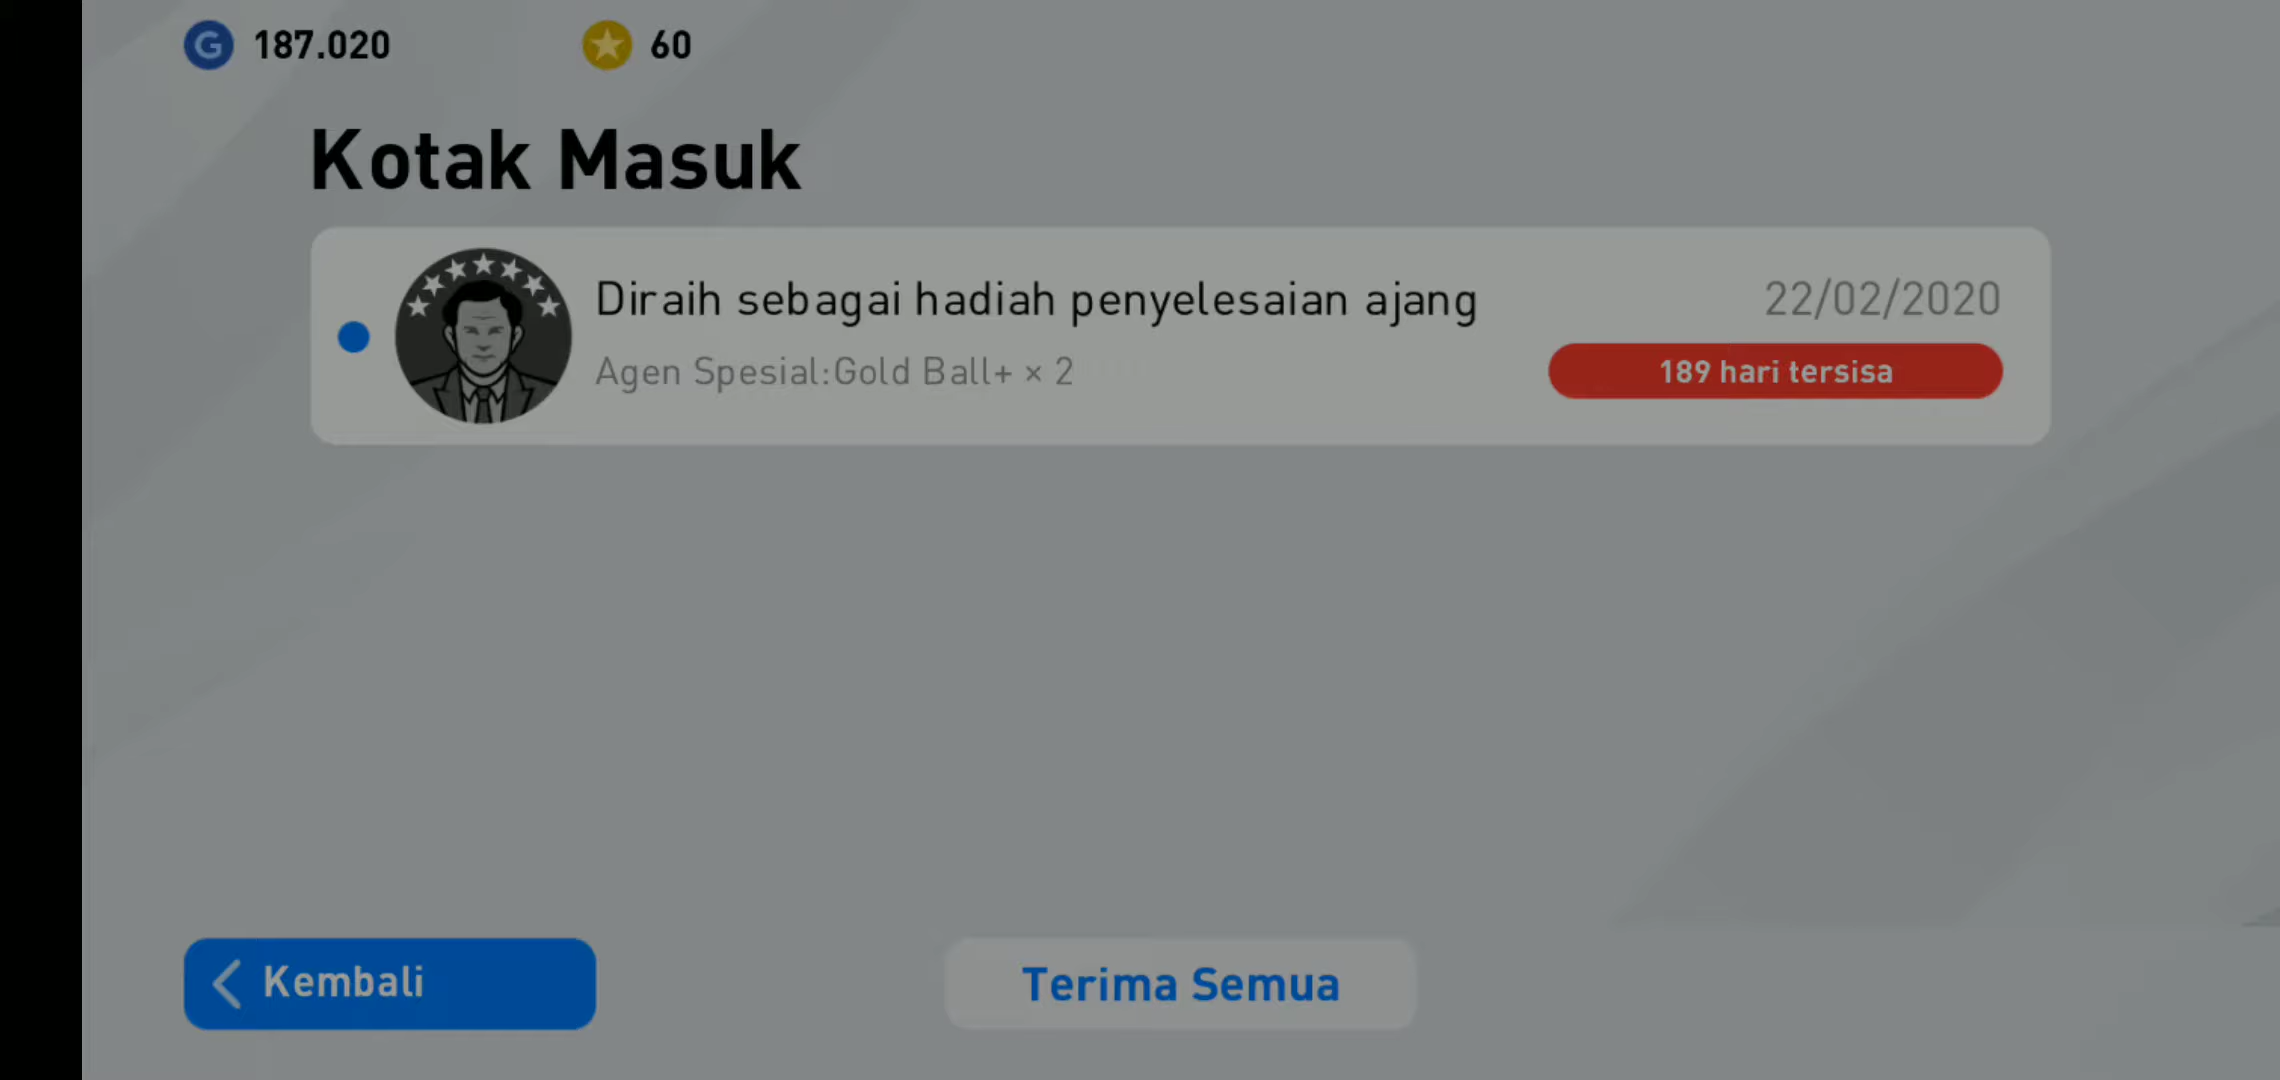 G 187.020 60
Kotak Masuk
Diraih sebagai hadiah penyelesaian ajang 22/02/2020
Agen Spesial:Gold Ball+ × 2 189 hari tersisa
Kembali Terima Semua